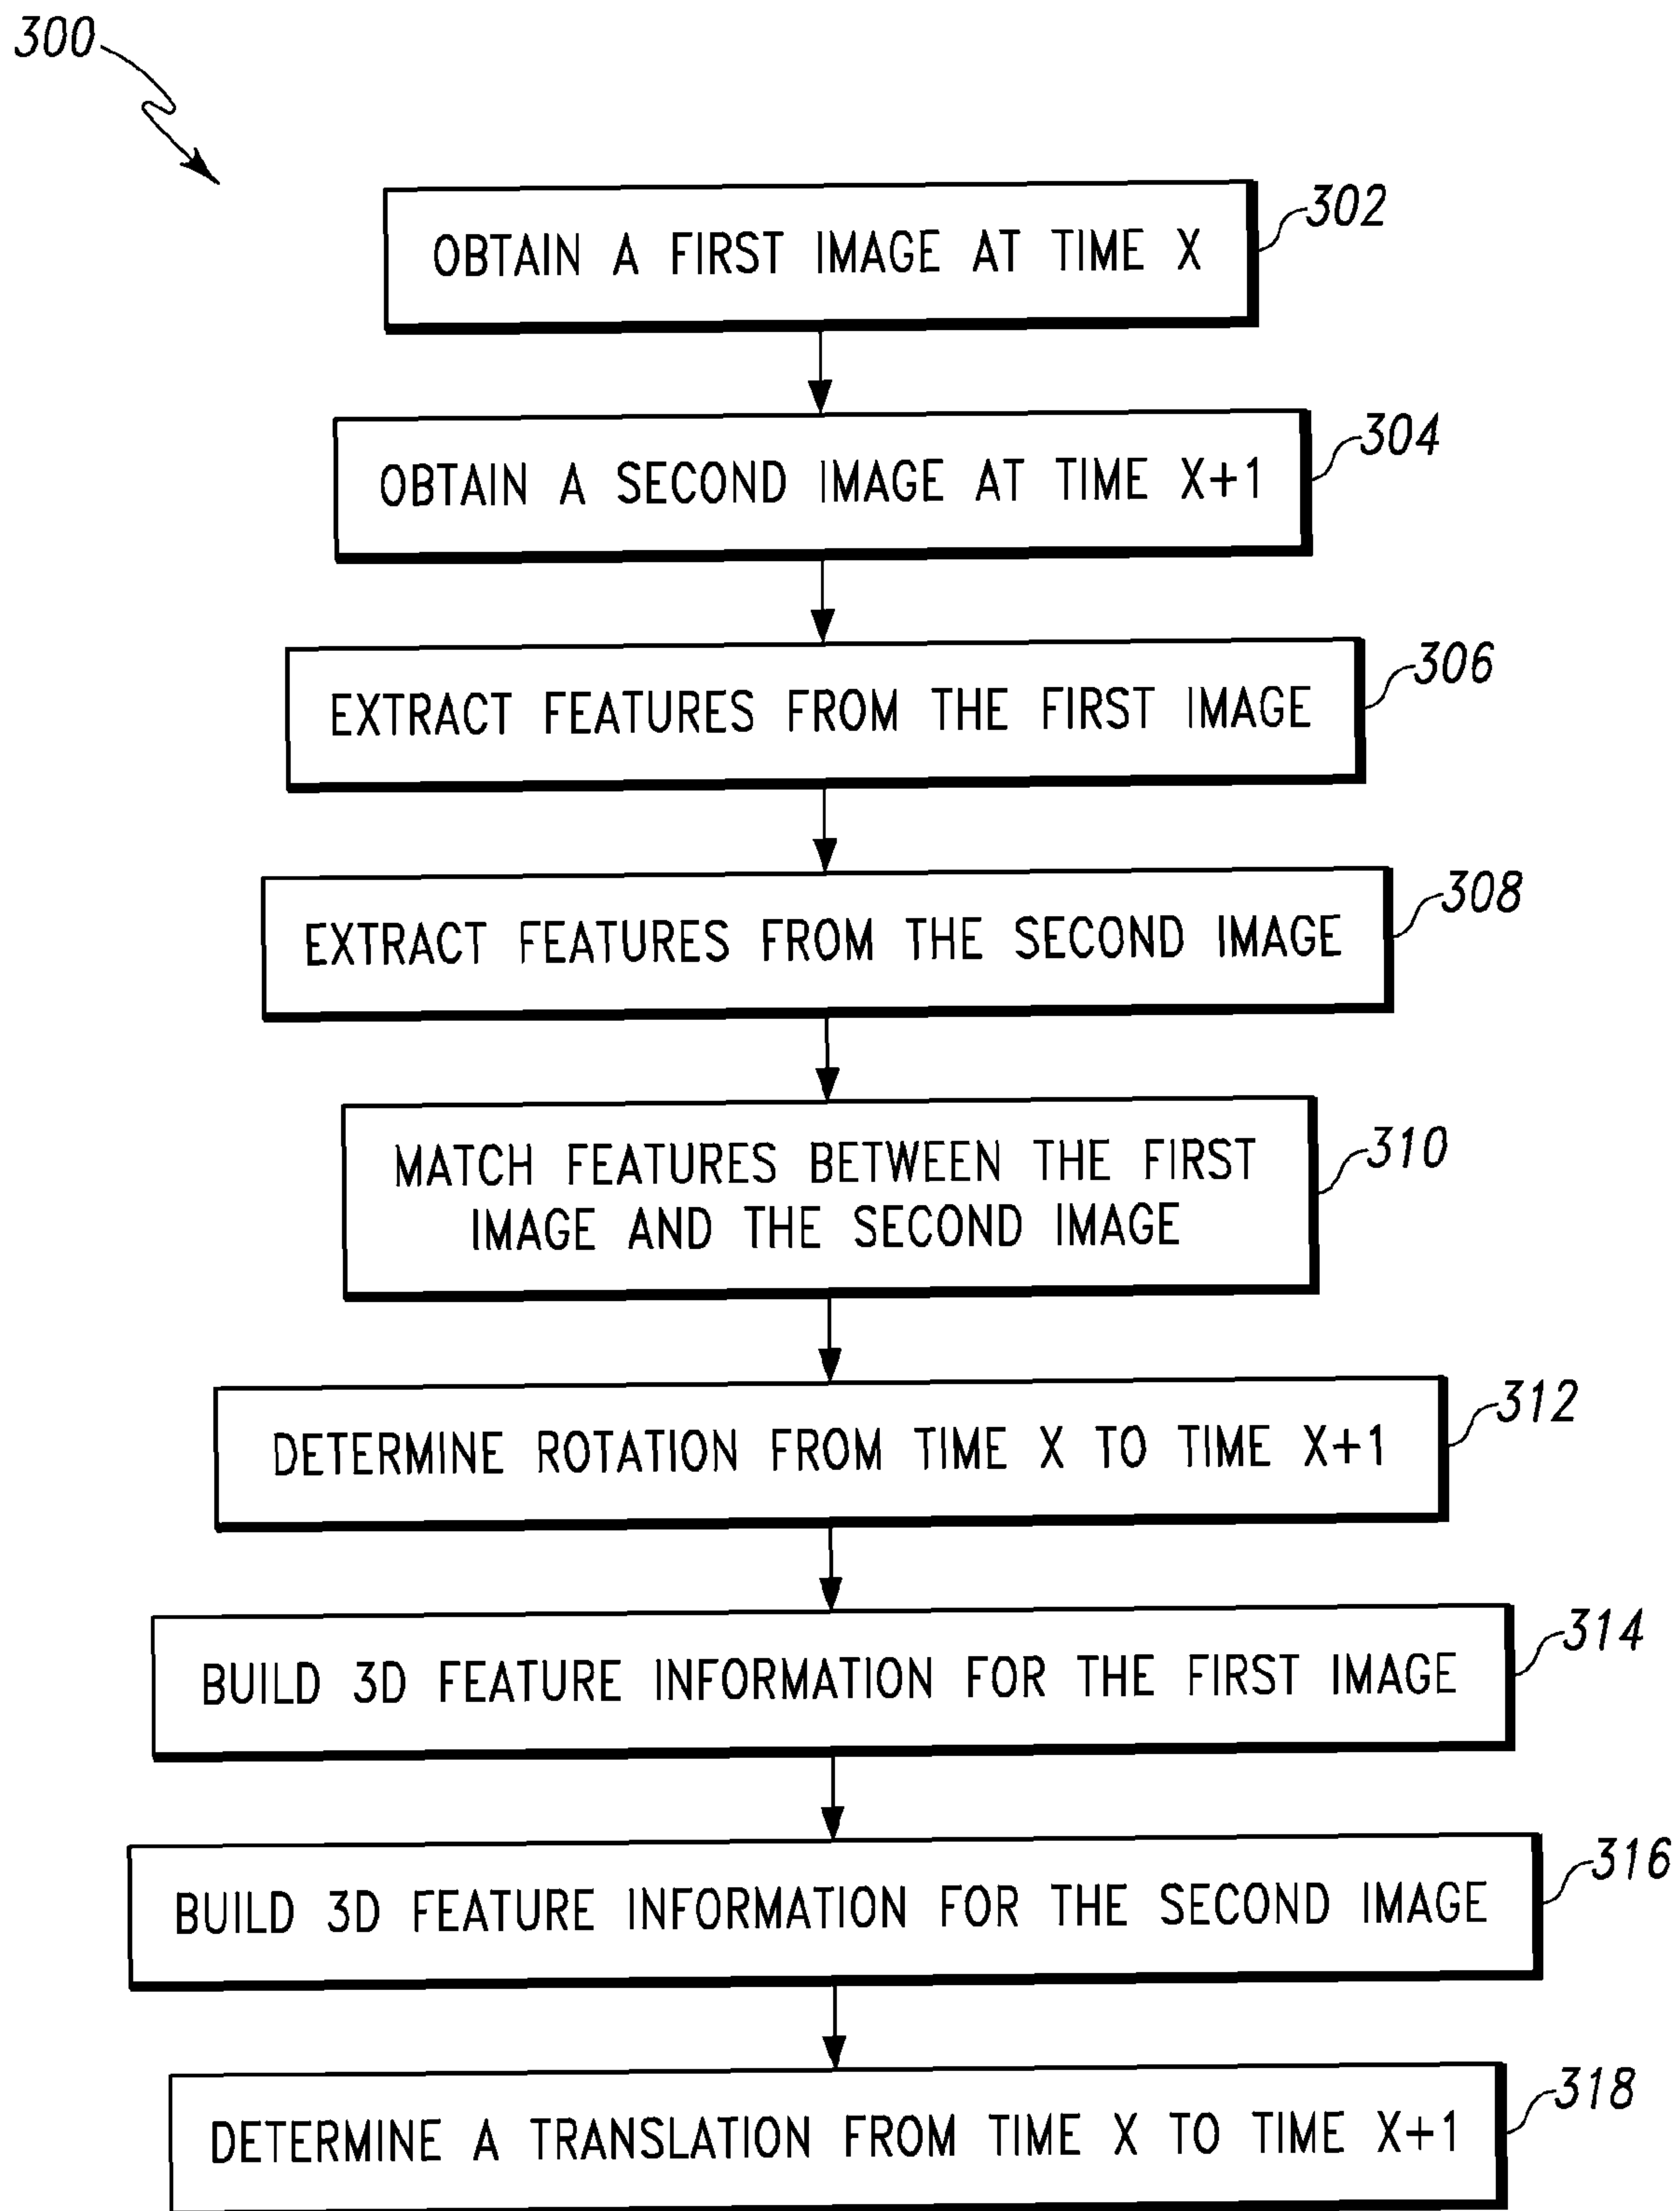 300
OBTAIN A FIRST IMAGE AT TIME X
302
OBTAIN A SECOND IMAGE AT TIME X+1
304
EXTRACT FEATURES FROM THE FIRST IMAGE
306
EXTRACT FEATURES FROM THE SECOND IMAGE
308
MATCH FEATURES BETWEEN THE FIRST
IMAGE AND THE SECOND IMAGE
310
DETERMINE ROTATION FROM TIME X TO TIME X+1
312
BUILD 3D FEATURE INFORMATION FOR THE FIRST IMAGE
314
BUILD 3D FEATURE INFORMATION FOR THE SECOND IMAGE
316
DETERMINE A TRANSLATION FROM TIME X TO TIME X+1
318